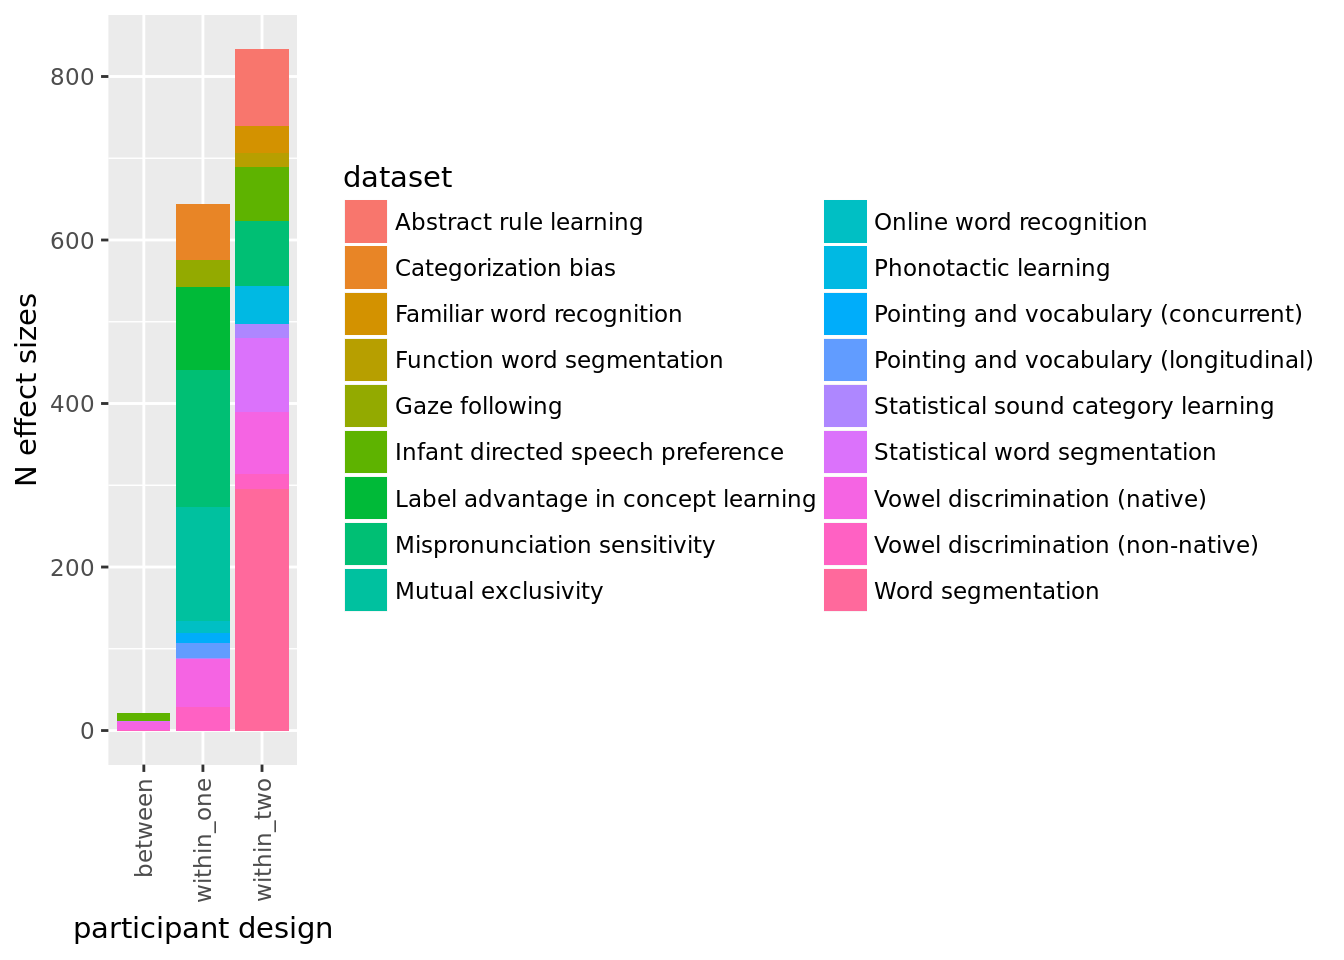 N effect sizes
800
600
400
200
0
between
within_one
within_two
participant design
dataset
Abstract rule learning
Categorization bias
Familiar word recognition
Function word segmentation
Gaze following
Infant directed speech preference
Label advantage in concept learning
Mispronunciation sensitivity
Mutual exclusivity
Online word recognition
Phonotactic learning
Pointing and vocabulary (concurrent)
Pointing and vocabulary (longitudinal)
Statistical sound category learning
Statistical word segmentation
Vowel discrimination (native)
Vowel discrimination (non-native)
Word segmentation